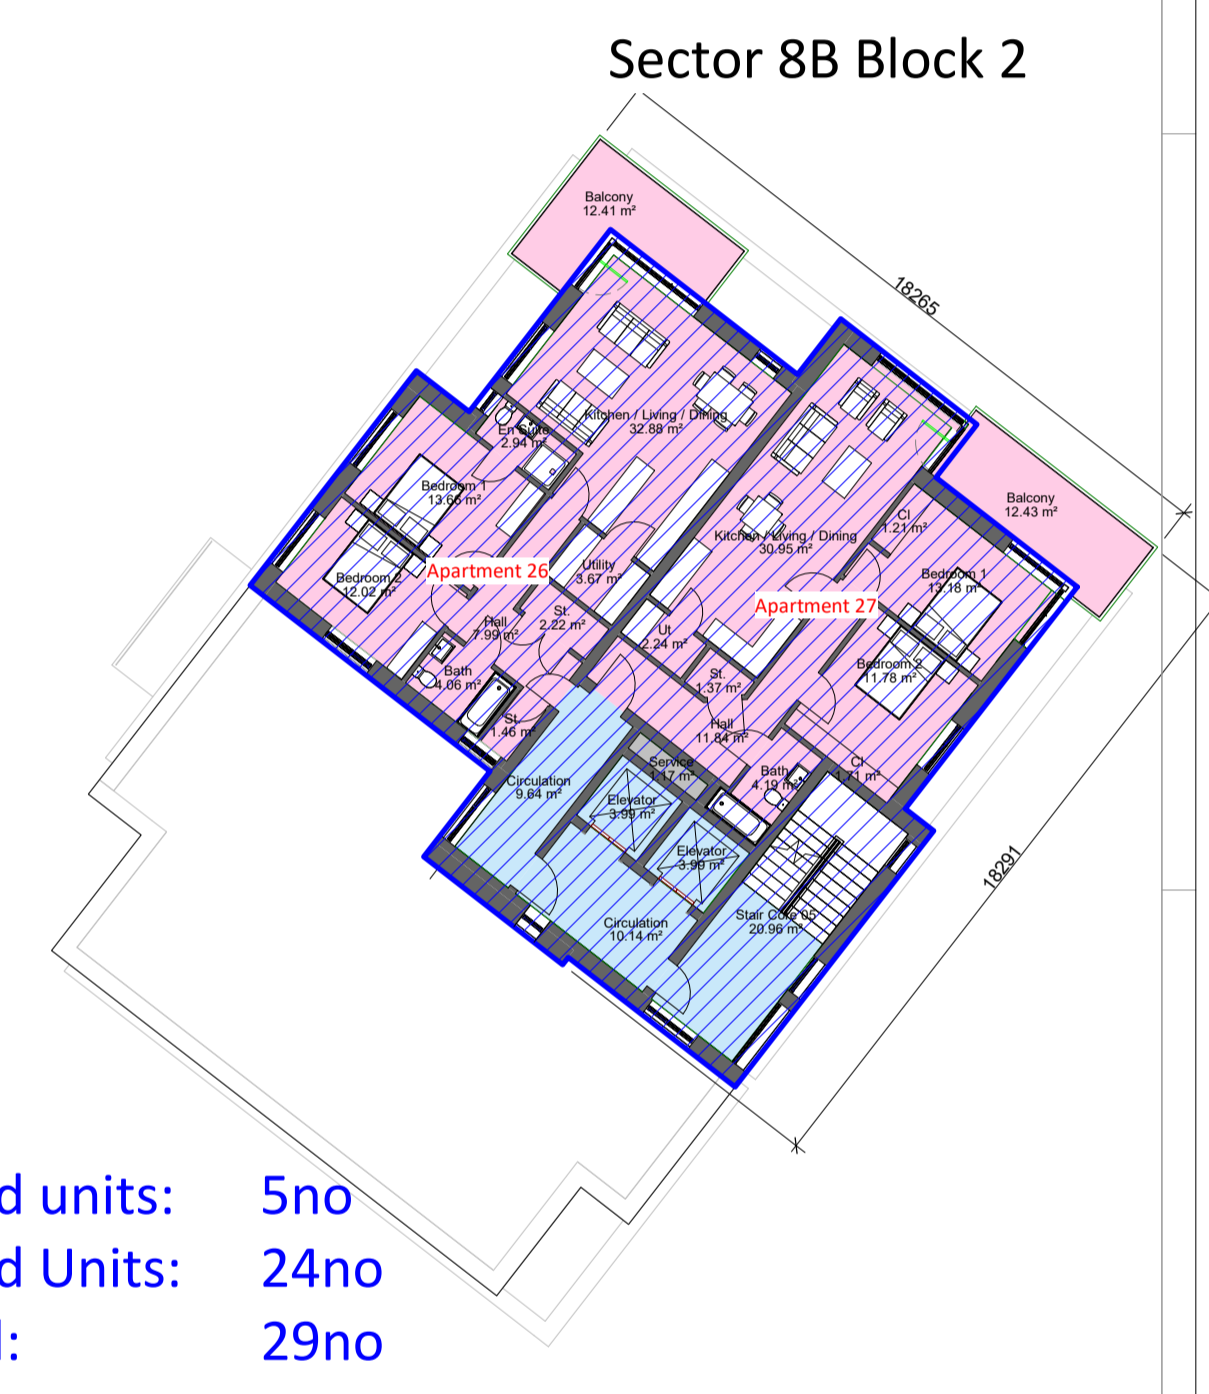 Sector 8B Block 2
Balcony
12.41 m²
18265
Kitchen / Living / Dining
32.88 m²
En Suite
2.94 m²
Bedroom 1
13.66 m²
Balcony
12.43 m²
Cl
1.21 m²
Kitchen / Living / Dining
30.95 m²
Apartment 26
Utility
3.67 m²
Bedroom 2
12.02 m²
Bedroom 1
13.18 m²
Apartment 27
St.
2.22 m²
Hall
7.99 m²
Ut
2.24 m²
Bedroom 2
11.78 m²
Bath
4.06 m²
St.
1.37 m²
St.
1.46 m²
Hall
11.84 m²
Service
1.17 m²
Bath
4.19 m²
Cl
1.71 m²
Circulation
9.64 m²
Elevator
3.99 m²
Elevator
3.99 m²
18291
Circulation
10.14 m²
Stair Core 05
20.96 m²
d units: 5no
d Units: 24no
l: 29no